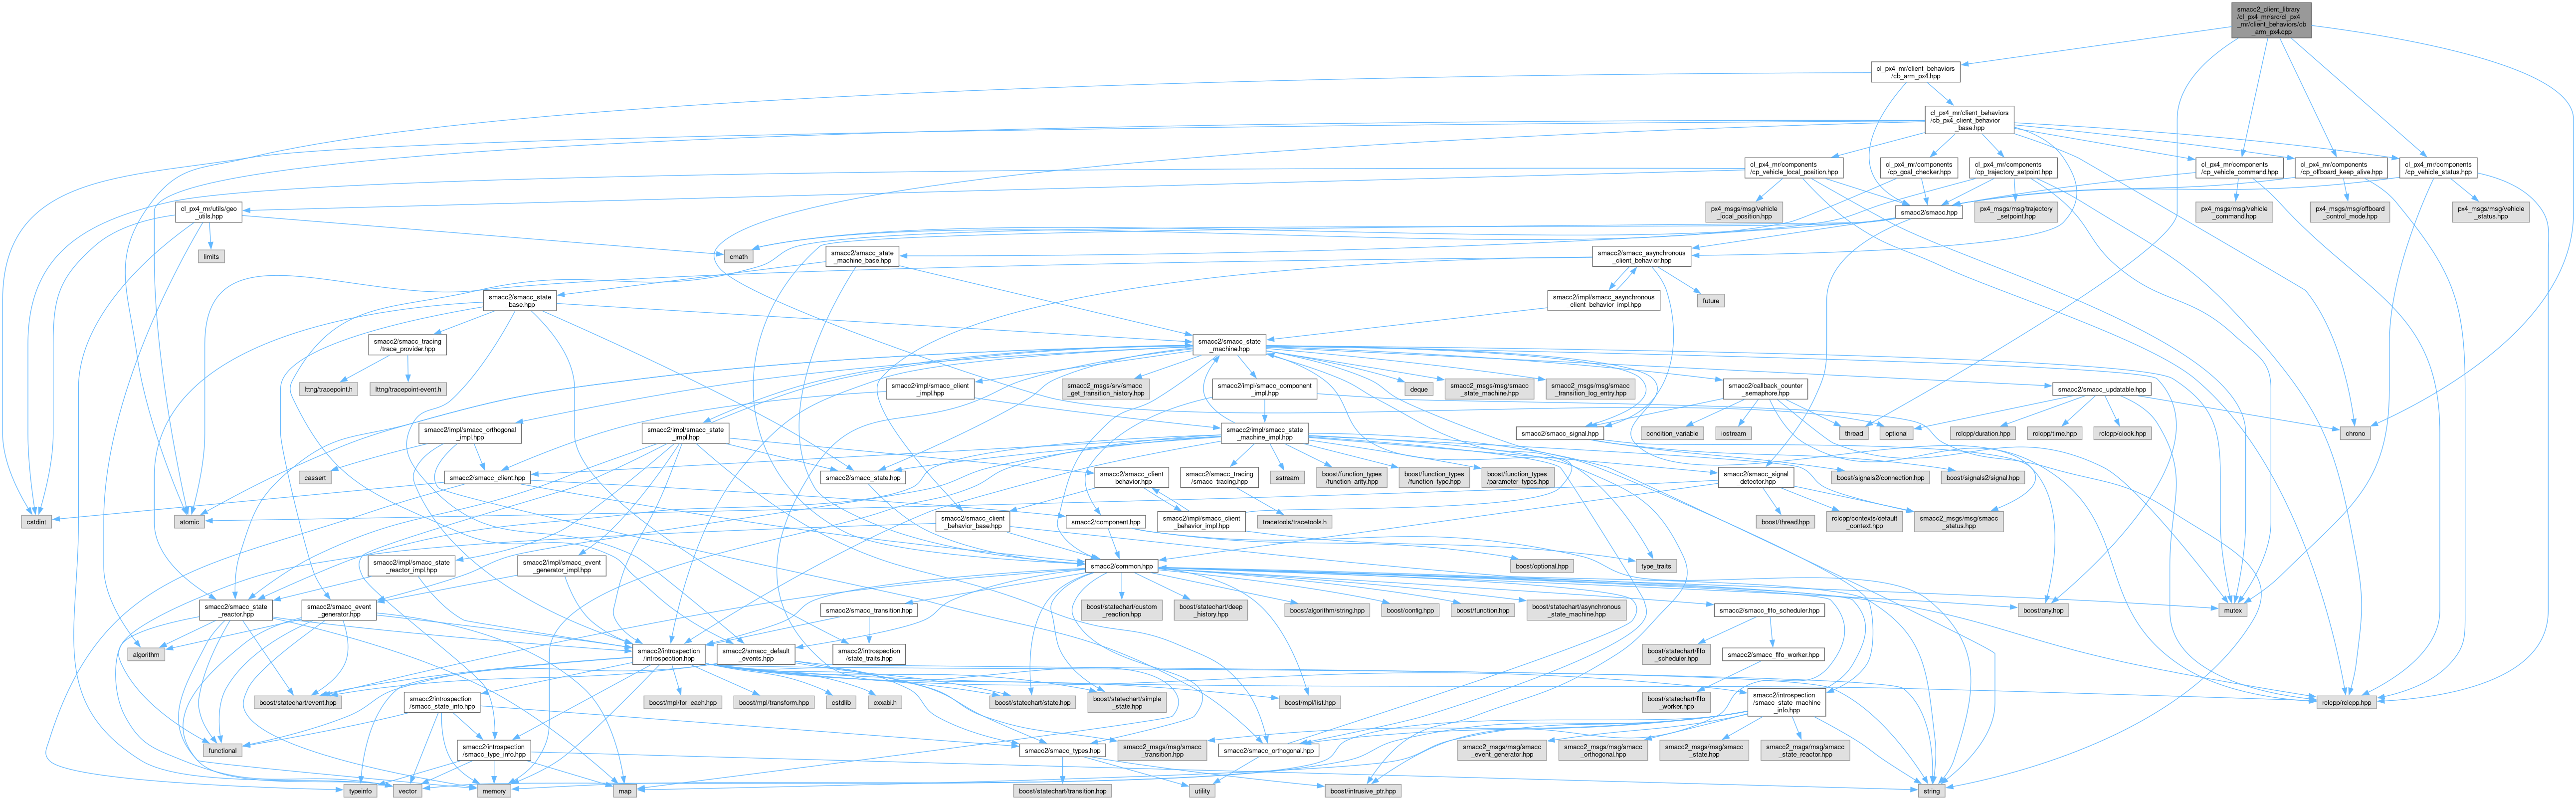 smacc2_client_library
/cl_px4_mr/src/cl_px4
_mr/client_behaviors/cb
_arm_px4.cpp
cl_px4_mr/client_behaviors
/cb_arm_px4.hpp
cl_px4_mr/client_behaviors
/cb_px4_client_behavior
_base.hpp
cl_px4_mr/components
/cp_vehicle_local_position.hpp
cl_px4_mr/components
/cp_goal_checker.hpp
cl_px4_mr/components
/cp_trajectory_setpoint.hpp
cl_px4_mr/components
/cp_vehicle_command.hpp
cl_px4_mr/components
/cp_offboard_keep_alive.hpp
cl_px4_mr/components
/cp_vehicle_status.hpp
cl_px4_mr/utils/geo
_utils.hpp
px4_msgs/msg/vehicle
_local_position.hpp
smacc2/smacc.hpp
px4_msgs/msg/trajectory
_setpoint.hpp
px4_msgs/msg/vehicle
_command.hpp
px4_msgs/msg/offboard
_control_mode.hpp
px4_msgs/msg/vehicle
_status.hpp
limits
cmath
smacc2/smacc_state
_machine_base.hpp
smacc2/smacc_asynchronous
_client_behavior.hpp
smacc2/smacc_state
_base.hpp
smacc2/impl/smacc_asynchronous
_client_behavior_impl.hpp
future
smacc2/smacc_tracing
/trace_provider.hpp
smacc2/smacc_state
_machine.hpp
lttng/tracepoint.h
lttng/tracepoint-event.h
smacc2/impl/smacc_client
_impl.hpp
smacc2_msgs/srv/smacc
_get_transition_history.hpp
smacc2/impl/smacc_component
_impl.hpp
deque
smacc2_msgs/msg/smacc
_state_machine.hpp
smacc2_msgs/msg/smacc
_transition_log_entry.hpp
smacc2/callback_counter
_semaphore.hpp
smacc2/smacc_updatable.hpp
smacc2/impl/smacc_orthogonal
_impl.hpp
smacc2/impl/smacc_state
_impl.hpp
smacc2/impl/smacc_state
_machine_impl.hpp
smacc2/smacc_signal.hpp
condition_variable
iostream
thread
optional
rclcpp/duration.hpp
rclcpp/time.hpp
rclcpp/clock.hpp
chrono
cassert
smacc2/smacc_client.hpp
smacc2/smacc_state.hpp
smacc2/smacc_client
_behavior.hpp
smacc2/smacc_tracing
/smacc_tracing.hpp
sstream
boost/function_types
/function_arity.hpp
boost/function_types
/function_type.hpp
boost/function_types
/parameter_types.hpp
smacc2/smacc_signal
_detector.hpp
boost/signals2/connection.hpp
boost/signals2/signal.hpp
cstdint
atomic
smacc2/smacc_client
_behavior_base.hpp
smacc2/component.hpp
smacc2/impl/smacc_client
_behavior_impl.hpp
tracetools/tracetools.h
boost/thread.hpp
rclcpp/contexts/default
_context.hpp
smacc2_msgs/msg/smacc
_status.hpp
smacc2/impl/smacc_state
_reactor_impl.hpp
smacc2/impl/smacc_event
_generator_impl.hpp
smacc2/common.hpp
boost/optional.hpp
type_traits
smacc2/smacc_state
_reactor.hpp
smacc2/smacc_event
_generator.hpp
smacc2/smacc_transition.hpp
boost/statechart/custom
_reaction.hpp
boost/statechart/deep
_history.hpp
boost/algorithm/string.hpp
boost/config.hpp
boost/function.hpp
boost/statechart/asynchronous
_state_machine.hpp
smacc2/smacc_fifo_scheduler.hpp
boost/any.hpp
mutex
algorithm
smacc2/introspection
/introspection.hpp
smacc2/smacc_default
_events.hpp
smacc2/introspection
/state_traits.hpp
boost/statechart/fifo
_scheduler.hpp
smacc2/smacc_fifo_worker.hpp
boost/statechart/event.hpp
smacc2/introspection
/smacc_state_info.hpp
boost/mpl/for_each.hpp
boost/mpl/transform.hpp
cstdlib
cxxabi.h
boost/statechart/state.hpp
boost/statechart/simple
_state.hpp
boost/mpl/list.hpp
boost/statechart/fifo
_worker.hpp
smacc2/introspection
/smacc_state_machine
_info.hpp
rclcpp/rclcpp.hpp
functional
smacc2/introspection
/smacc_type_info.hpp
smacc2/smacc_types.hpp
smacc2_msgs/msg/smacc
_transition.hpp
smacc2/smacc_orthogonal.hpp
smacc2_msgs/msg/smacc
_event_generator.hpp
smacc2_msgs/msg/smacc
_orthogonal.hpp
smacc2_msgs/msg/smacc
_state.hpp
smacc2_msgs/msg/smacc
_state_reactor.hpp
typeinfo
vector
memory
map
boost/statechart/transition.hpp
utility
boost/intrusive_ptr.hpp
string